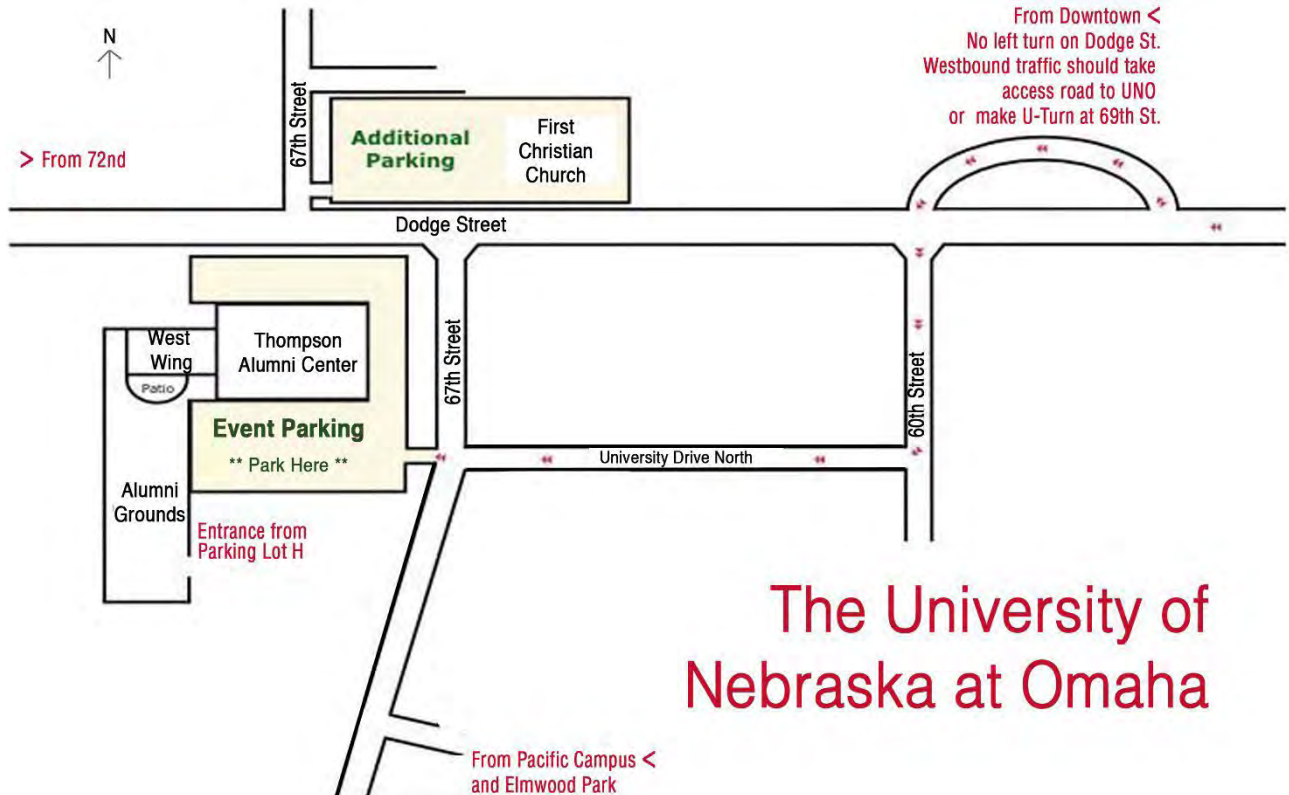 N
> From 72nd
67th Street
Additional
Parking
First
Christian
Church
From Downtown <
No left turn on Dodge St.
Westbound traffic should take
access road to UNO
or make U-Turn at 69th St.
Dodge Street
West
Wing
Patio
Thompson
Alumni Center
67th Street
60th Street
Event Parking
** Park Here **
University Drive North
Alumni
Grounds
Entrance from
Parking Lot H
The University of
Nebraska at Omaha
From Pacific Campus <
and Elmwood Park